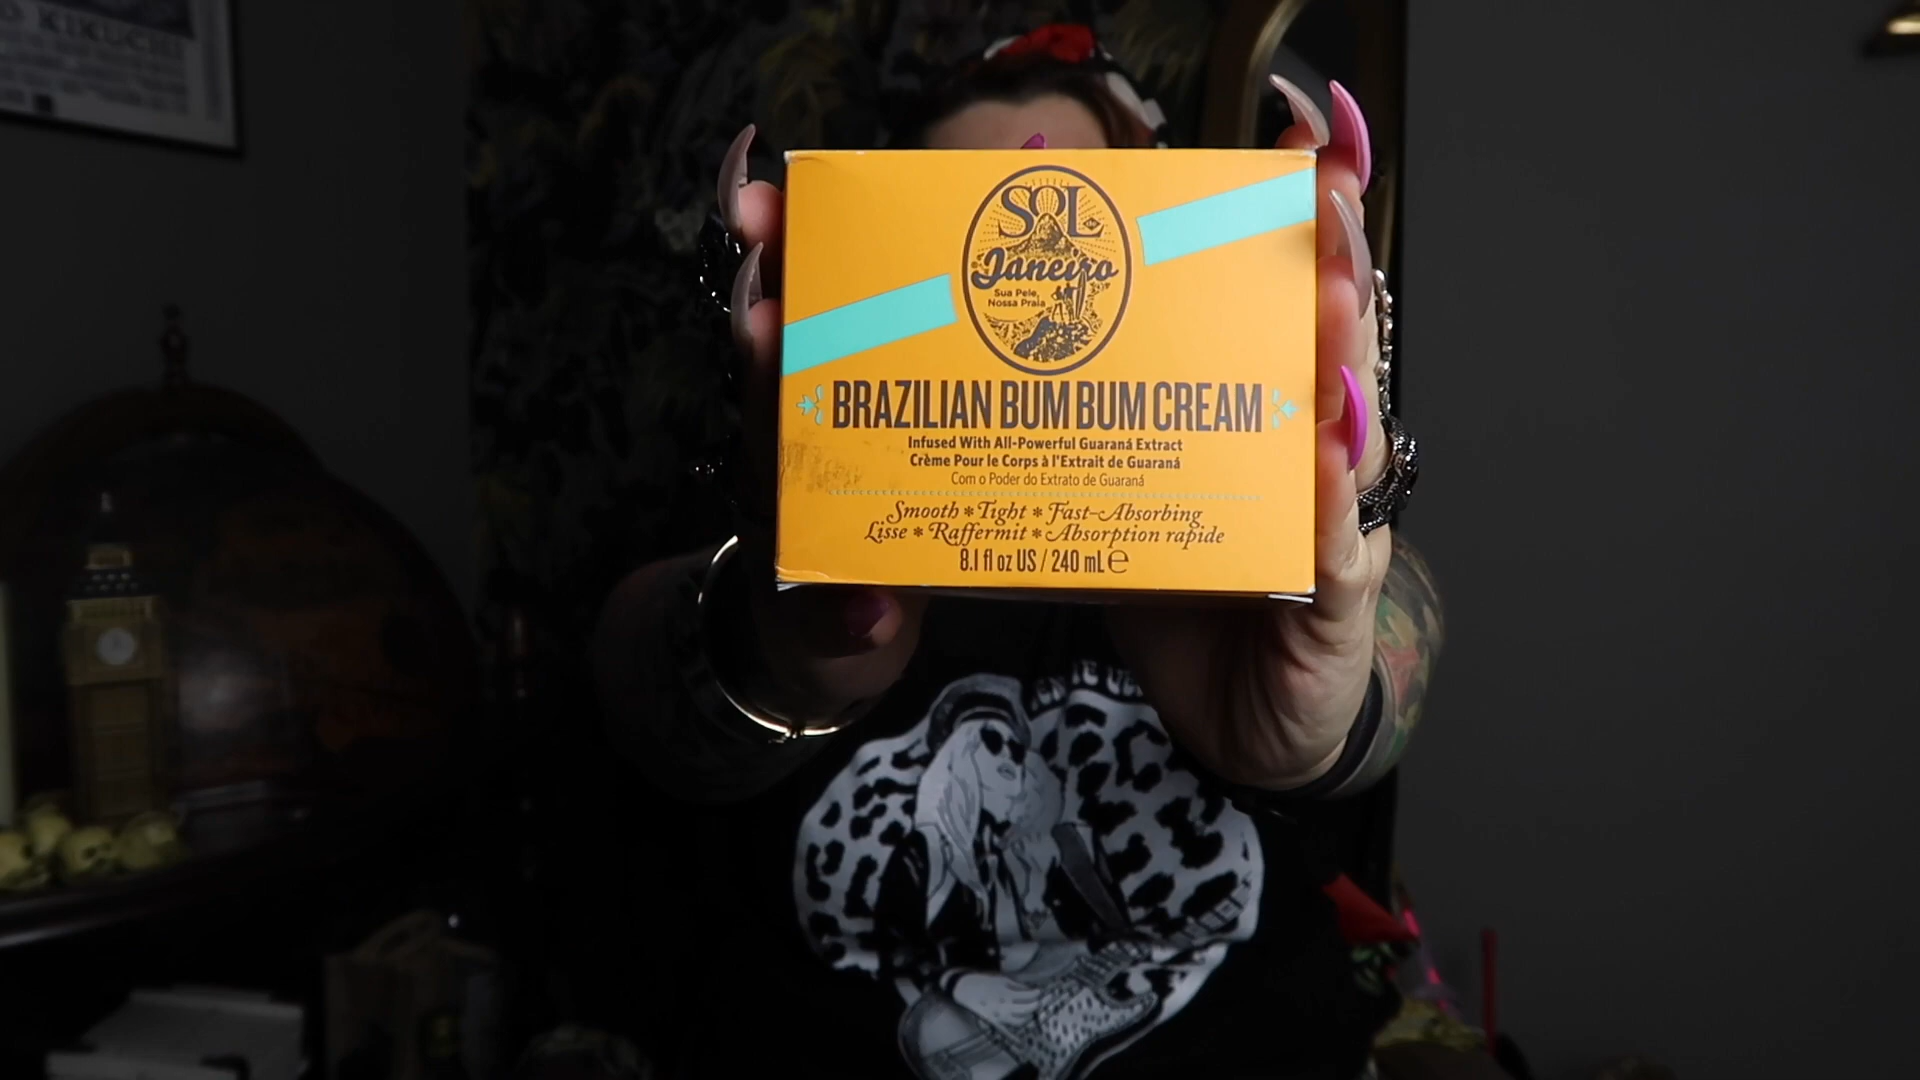 KIKUCHI
SOL
de
Janeiro
Sua Pele,
Nossa Praia
BRAZILIAN BUM BUM CREAM
Infused With All-Powerful Guaraná Extract
Crème Pour le Corps à l'Extrait de Guaraná
Com o Poder do Extrato de Guaraná
Smooth * Tight * Fast-Absorbing
Lisse * Raffermit * Absorption rapide
8.1 fl oz US / 240 mL ℮